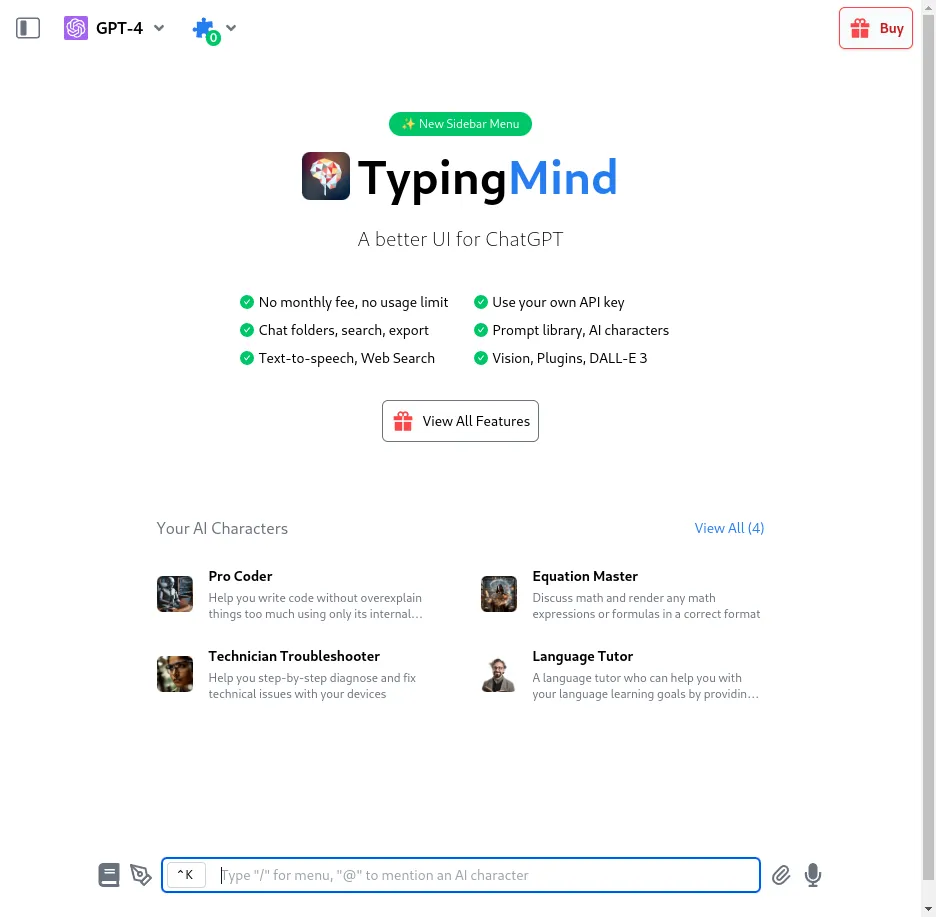 GPT-4
0
Buy
✨ New Sidebar Menu
TypingMind
A better UI for ChatGPT
No monthly fee, no usage limit
Use your own API key
Chat folders, search, export
Prompt library, AI characters
Text-to-speech, Web Search
Vision, Plugins, DALL-E 3
View All Features
Your AI Characters
View All (4)
Pro Coder
Help you write code without overexplain
things too much using only its internal...
Equation Master
Discuss math and render any math
expressions or formulas in a correct format
Technician Troubleshooter
Help you step-by-step diagnose and fix
technical issues with your devices
Language Tutor
A language tutor who can help you with
your language learning goals by providin...
^K
Type "/" for menu, "@" to mention an AI character